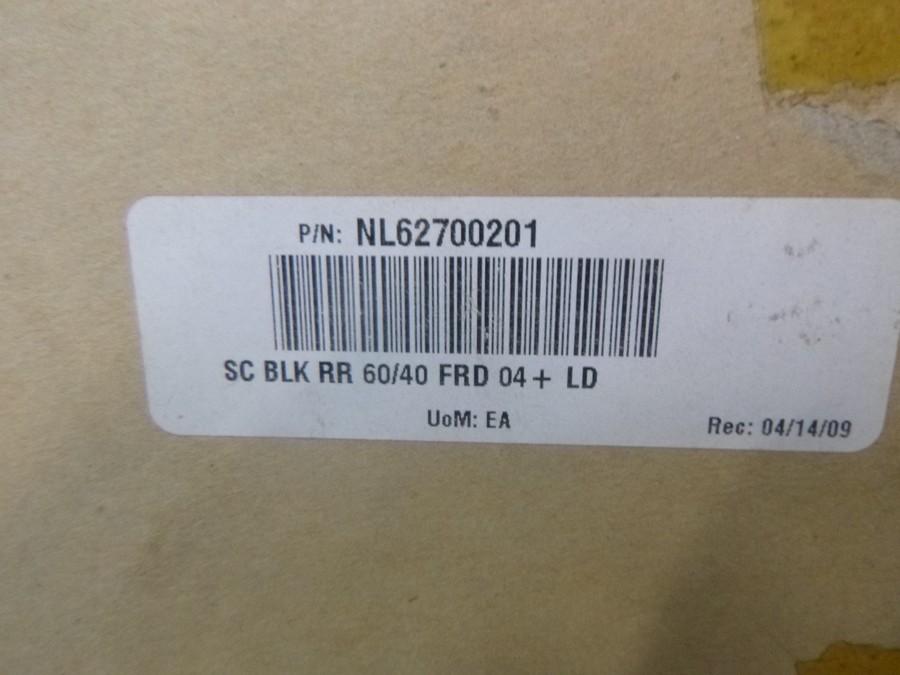 P/N: NL62700201
SC BLK RR 60/40 FRD 04+ LD
UoM: EA
Rec: 04/14/09